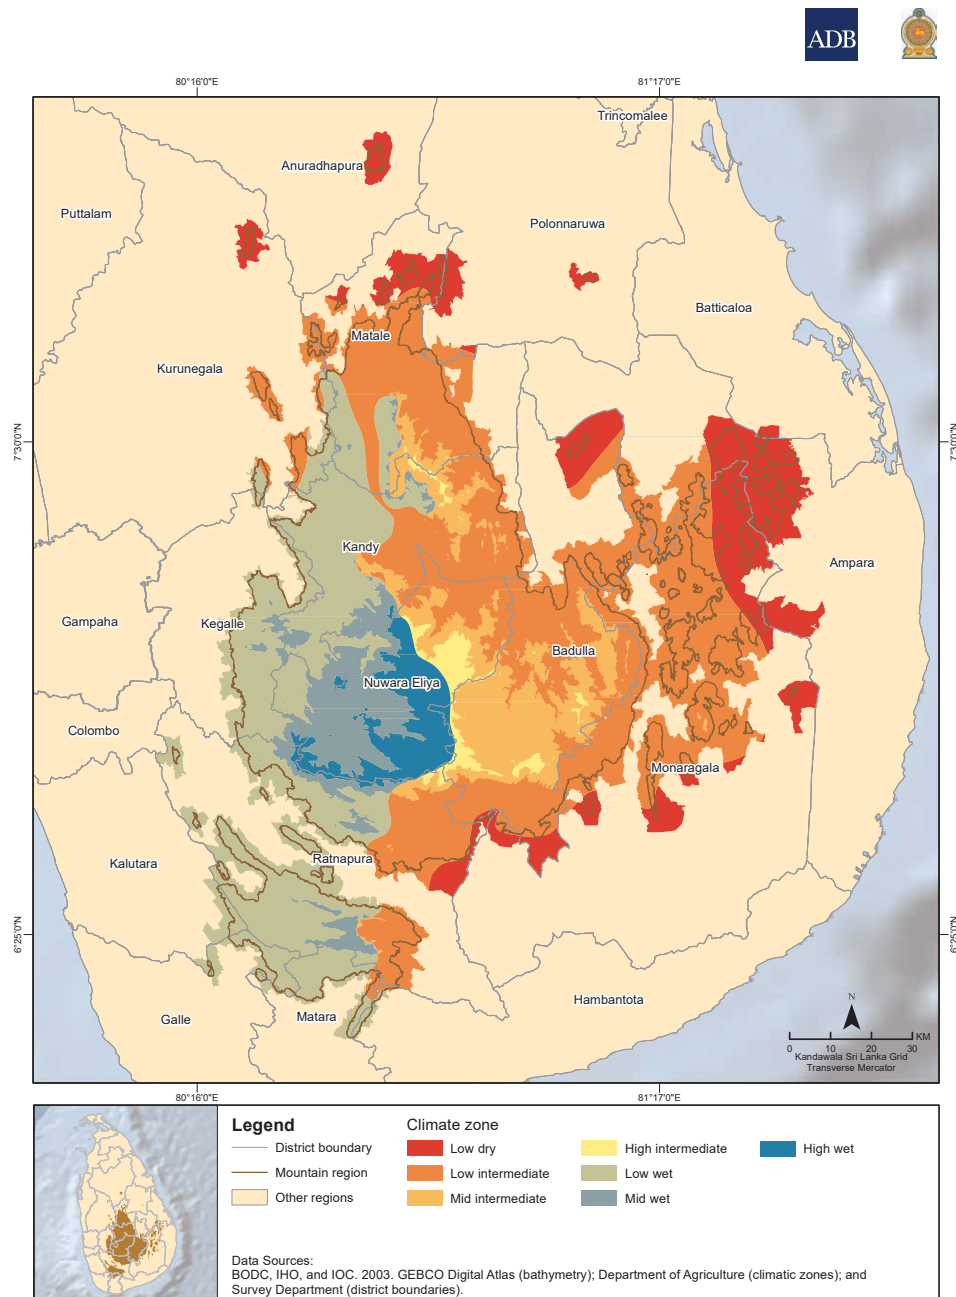 ADB
80°16'0"E
81°17'0"E
Trincomalee
Anuradhapura
Puttalam
Polonnaruwa
Batticaloa
Matale
Kurunegala
7°30'0"N
7°30'0"N
Kandy
Ampara
Gampaha
Kegalle
Badulla
Nuwara Eliya
Colombo
Monaragala
Kalutara
Ratnapura
6°25'0"N
6°25'0"N
Hambantota
Galle
Matara
N
KM
0 10 20 30
Kandawala Sri Lanka Grid
Transverse Mercator
80°16'0"E
81°17'0"E
Legend
District boundary
Mountain region
Other regions
Climate zone
Low dry
Low intermediate
Mid intermediate
High intermediate
Low wet
Mid wet
High wet
Data Sources:
BODC, IHO, and IOC. 2003. GEBCO Digital Atlas (bathymetry); Department of Agriculture (climatic zones); and
Survey Department (district boundaries).